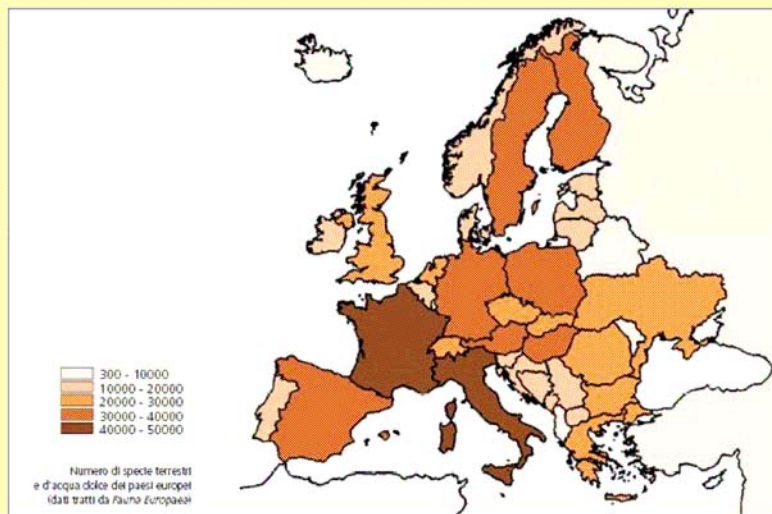 300 - 10000
10000 - 20000
20000 - 30000
30000 - 40000
40000 - 50000
Numero di specie terrestri
e d'acqua dolce dei paesi europei
(dati tratti da Fauna Europaea)